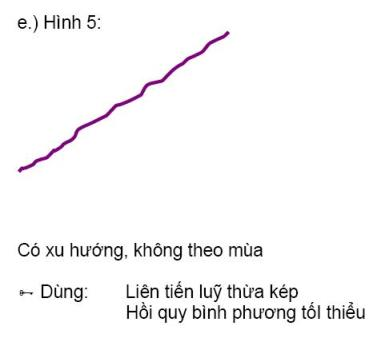 e.) Hình 5:
Có xu hướng, không theo mùa
Dùng: Liên tiến luỹ thừa kép
Hồi quy bình phương tốI thiểu